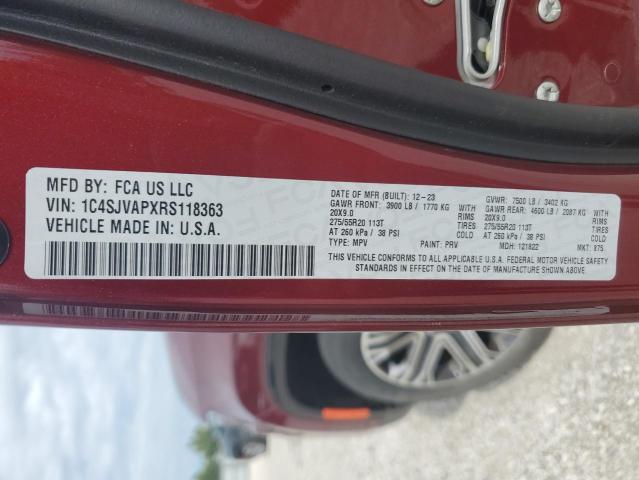 MFD BY: FCA US LLC
VIN: 1C4SJVAPXRS118363
VEHICLE MADE IN: U.S.A.
DATE OF MFR (BUILT): 12-23
GAWR FRONT: 3900 LB / 1770 KG WITH
20X9.0 RIMS
275/55R20 113T TIRES
AT 260 kPa / 38 PSI COLD
TYPE: MPV PAINT: PRV
GVWR: 7500 LB / 3402 KG
GAWR REAR: 4600 LB / 2087 KG WITH
20X9.0 RIMS
275/55R20 113T TIRES
AT 260 kPa / 38 PSI COLD
MDH: 121822 MKT: 875
THIS VEHICLE CONFORMS TO ALL APPLICABLE U.S.A. FEDERAL MOTOR VEHICLE SAFETY
STANDARDS IN EFFECT ON THE DATE OF MANUFACTURE SHOWN ABOVE.